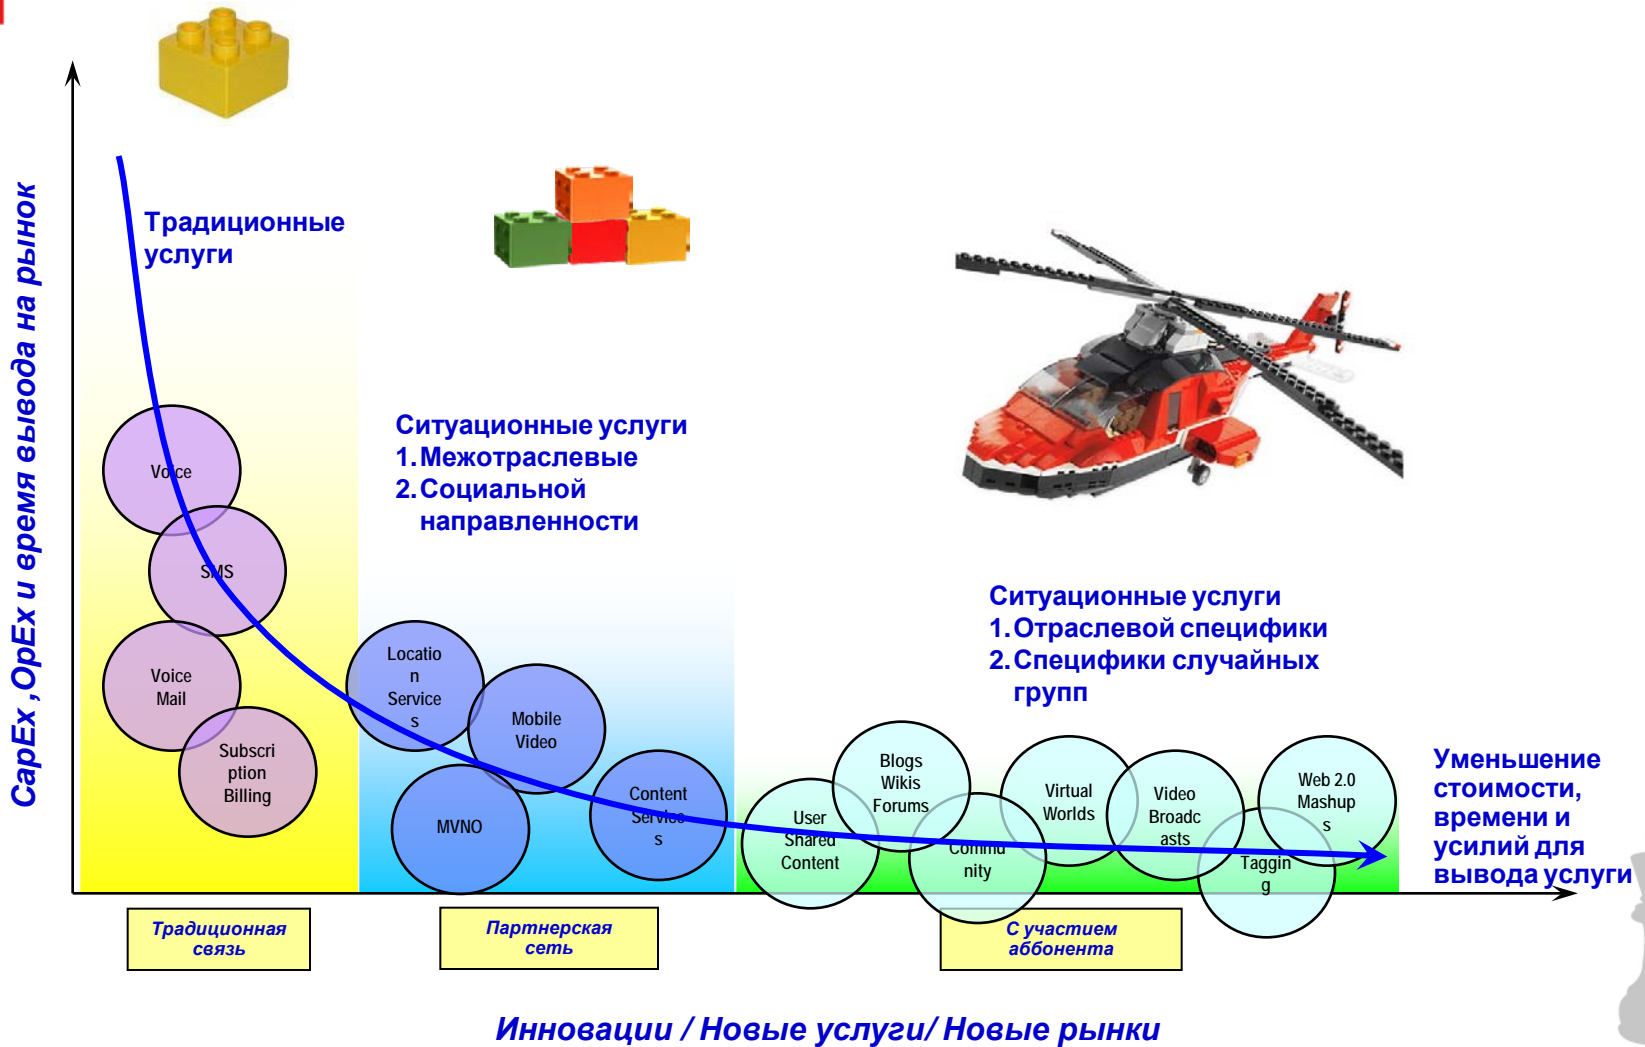 CapEx ,OpEx и время вывода на рынок
Традиционные
услуги
Ситуационные услуги
1.Межотраслевые
2.Социальной
направленности
Ситуационные услуги
1.Отраслевой специфики
2.Специфики случайных
групп
Voice
SMS
Voice
Mail
Subscri
ption
Billing
Locatio
n
Service
s
Mobile
Video
MVNO
Content
Service
s
User
Shared
Content
Blogs
Wikis
Forums
Commu
nity
Virtual
Worlds
Video
Broadc
asts
Taggin
g
Web 2.0
Mashup
s
Уменьшение
стоимости,
времени и
усилий для
вывода услуги
Традиционная
связь
Партнерская
сеть
С участием
аббонента
Инновации / Новые услуги/ Новые рынки